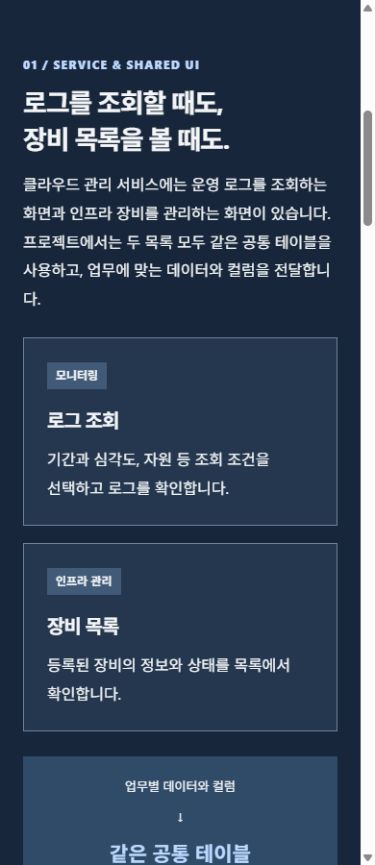 01 / SERVICE & SHARED UI
로그를 조회할 때도,
장비 목록을 볼 때도.
클라우드 관리 서비스에는 운영 로그를 조회하는
화면과 인프라 장비를 관리하는 화면이 있습니다.
프로젝트에서는 두 목록 모두 같은 공통 테이블을
사용하고, 업무에 맞는 데이터와 컬럼을 전달합니
다.
모니터링
로그 조회
기간과 심각도, 자원 등 조회 조건을
선택하고 로그를 확인합니다.
인프라 관리
장비 목록
등록된 장비의 정보와 상태를 목록에서
확인합니다.
업무별 데이터와 컬럼
↓
같은 공통 테이블